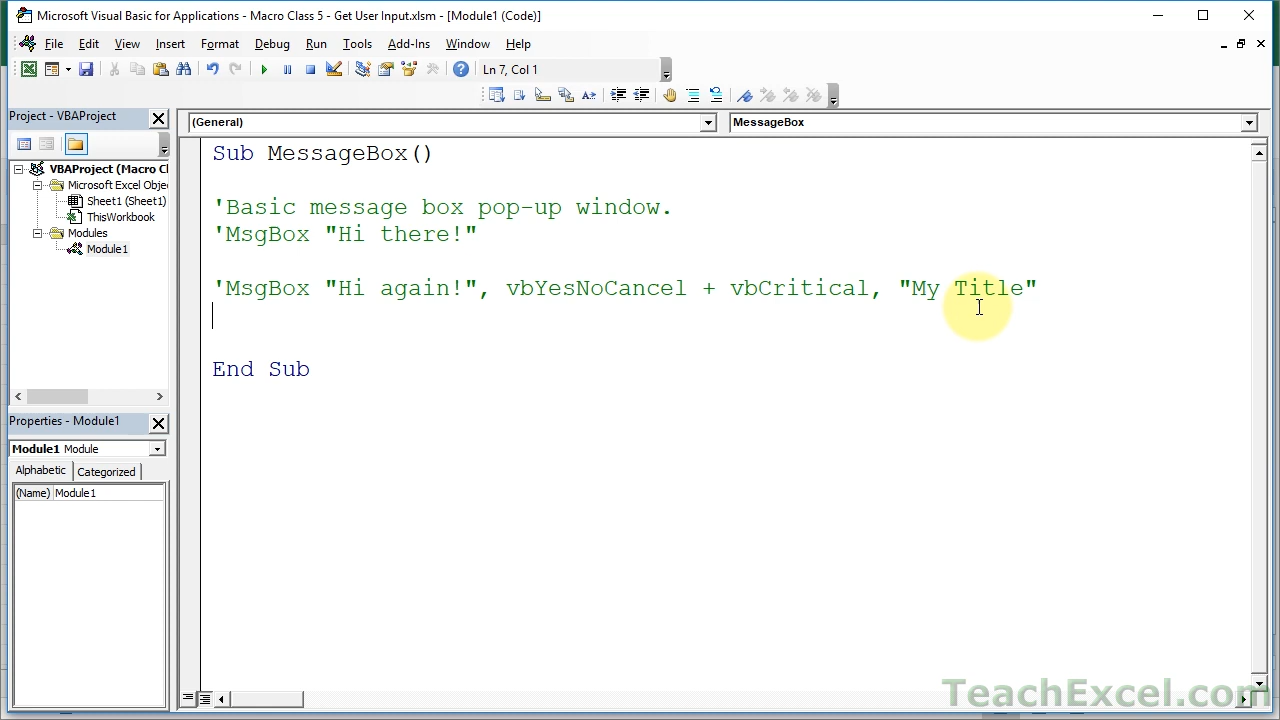 Microsoft Visual Basic for Applications - Macro Class 5 - Get User Input.xlsm - [Module1 (Code)]
File Edit View Insert Format Debug Run Tools Add-Ins Window Help
Ln 7, Col 1
Project - VBAProject
VBAProject (Macro Cl
Microsoft Excel Obje
Sheet1 (Sheet1)
ThisWorkbook
Modules
Module1
Properties - Module1
Module1 Module
Alphabetic Categorized
(Name) Module1
(General) MessageBox
Sub MessageBox()
'Basic message box pop-up window.
'MsgBox "Hi there!"
'MsgBox "Hi again!", vbYesNoCancel + vbCritical, "My Title"
End Sub
TeachExcel.com